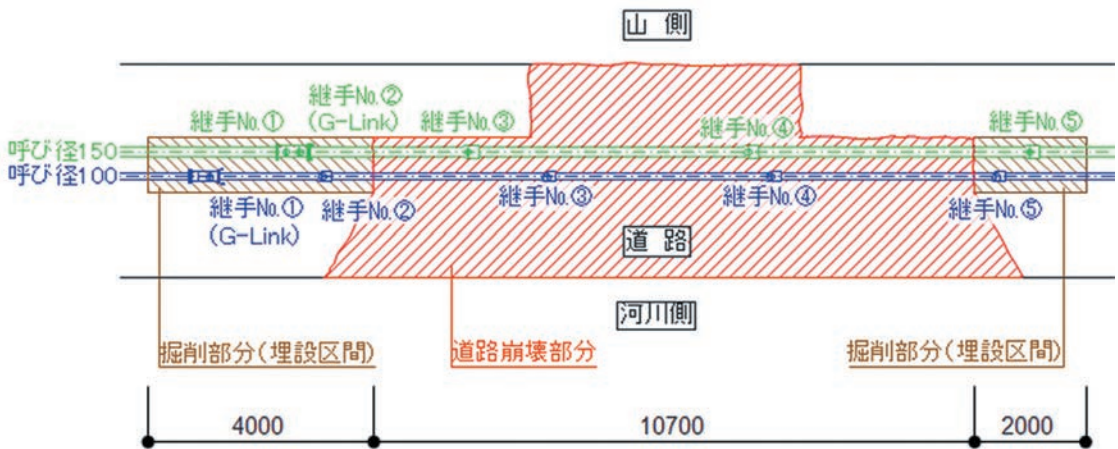 山 側
継手No.②
(G-Link)
継手No.①
継手No.③
継手No.④
継手No.⑤
呼び径150
呼び径100
継手No.①
(G-Link)
継手No.②
継手No.③
継手No.④
継手No.⑤
道 路
河川側
掘削部分(埋設区間)
道路崩壊部分
掘削部分(埋設区間)
4000
10700
2000